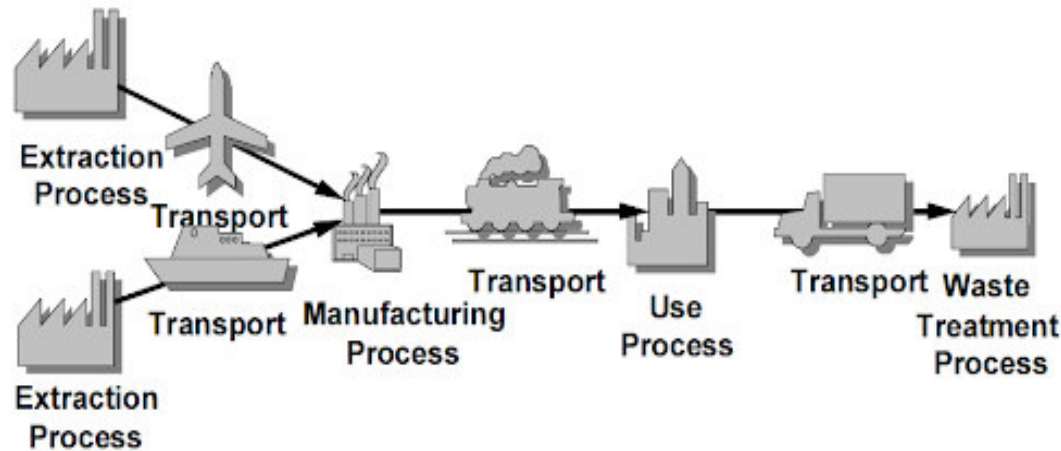 Extraction
Process
Transport
Transport
Extraction
Process
Manufacturing
Process
Transport
Use
Process
Transport
Waste
Treatment
Process